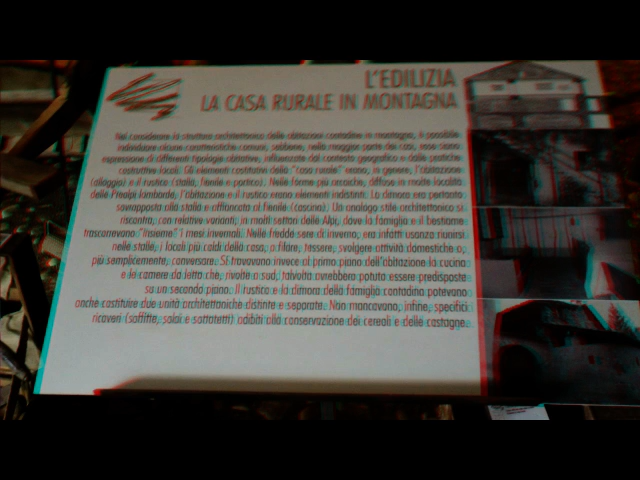 L'EDILIZIA
LA CASA RURALE IN MONTAGNA
Nel considerare la struttura architettonica delle abitazioni contadine in montagna, è possibile
individuare alcune caratteristiche comuni, sebbene, nella maggior parte dei casi, esse siano
espressione di differenti tipologie abitative, influenzate dal contesto geografico e dalle pratiche
costruttive locali. Gli elementi costitutivi della "casa rurale" erano, in genere, l'abitazione
(alloggio) e il rustico (stalla, fienile e portico). Nelle forme più arcaiche, diffuse in molte località
delle Prealpi lombarde, l'abitazione e il rustico erano elementi indistinti. La dimora era pertanto
sovrapposta alla stalla e affiancata al fienile (cascina). Un analogo stile architettonico si
riscontra, con relative varianti, in molti settori delle Alpi, dove la famiglia e il bestiame
trascorrevano "insieme" i mesi invernali. Nelle fredde sere di inverno, era infatti usanza riunirsi
nelle stalle, i locali più caldi della casa, a filare, tessere, svolgere attività domestiche o,
più semplicemente, conversare. Si trovavano invece al primo piano dell'abitazione la cucina
e la camera da letto che, rivolte a sud, talvolta avrebbero potuto essere predisposte
su un secondo piano. Il rustico e la dimora della famiglia contadina potevano
anche costituire due unità architettoniche distinte e separate. Non mancavano, infine, specifici
ricoveri (soffitte, solai e sottotetti) adibiti alla conservazione dei cereali e delle castagne.